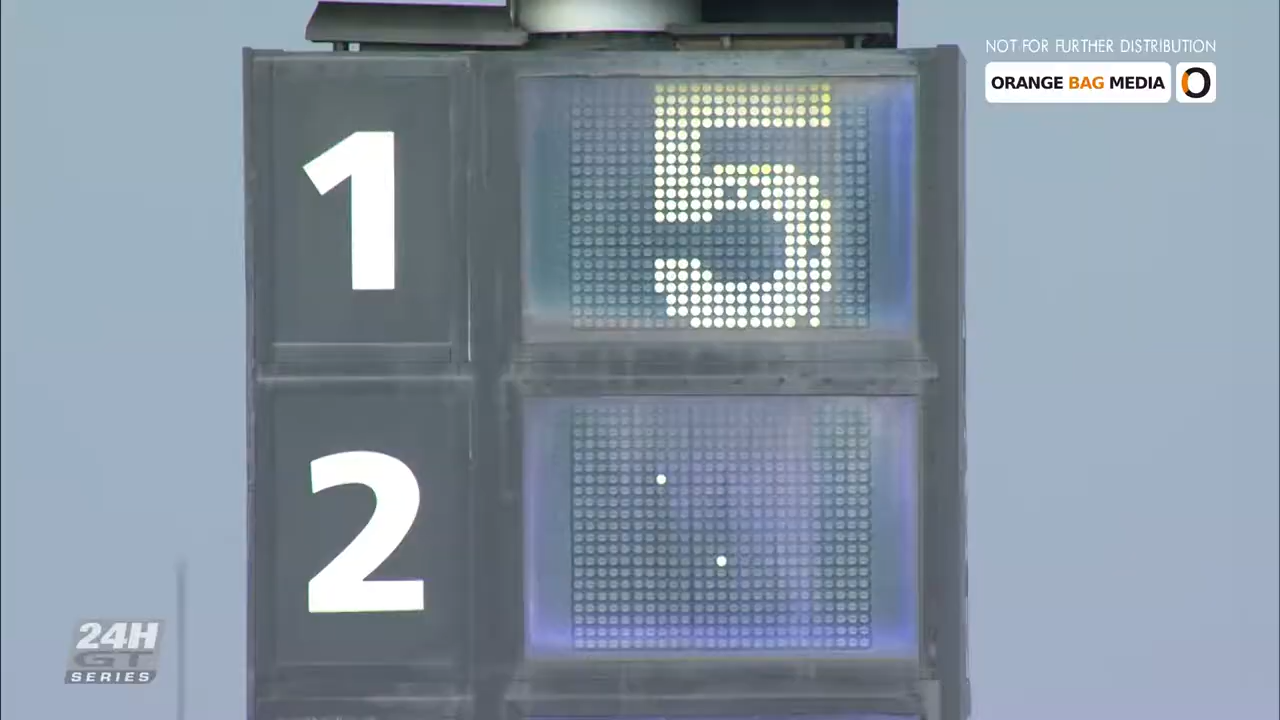 NOT FOR FURTHER DISTRIBUTION
ORANGE BAG MEDIA
1 5
2
24H
GT
SERIES